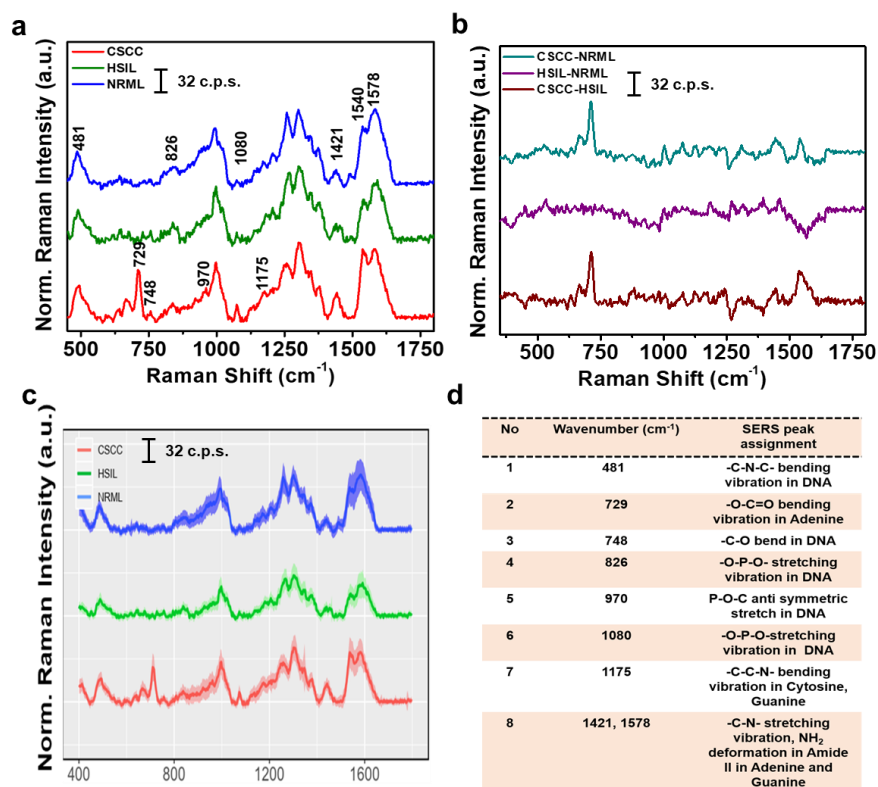 a
CSCC
HSIL
NRML
32 c.p.s.
481
826
1080
1421
1540
1578
729
748
970
1175
Norm. Raman Intensity (a.u.)
500 750 1000 1250 1500 1750
Raman Shift (cm-1)
b
CSCC-NRML
HSIL-NRML
CSCC-HSIL
32 c.p.s.
Norm. Raman Intensity (a.u.)
500 750 1000 1250 1500 1750
Raman Shift (cm-1)
c
CSCC
HSIL
NRML
32 c.p.s.
Norm. Raman Intensity (a.u.)
400 800 1200 1600
d
No Wavenumber (cm-1) SERS peak
assignment
1 481 -C-N-C- bending
vibration in DNA
2 729 -O-C=O bending
vibration in Adenine
3 748 -C-O bend in DNA
4 826 -O-P-O- stretching
vibration in DNA
5 970 P-O-C anti symmetric
stretch in DNA
6 1080 -O-P-O-stretching
vibration in DNA
7 1175 -C-C-N- bending
vibration in Cytosine,
Guanine
8 1421, 1578 -C-N- stretching
vibration, NH2
deformation in Amide
II in Adenine and
Guanine